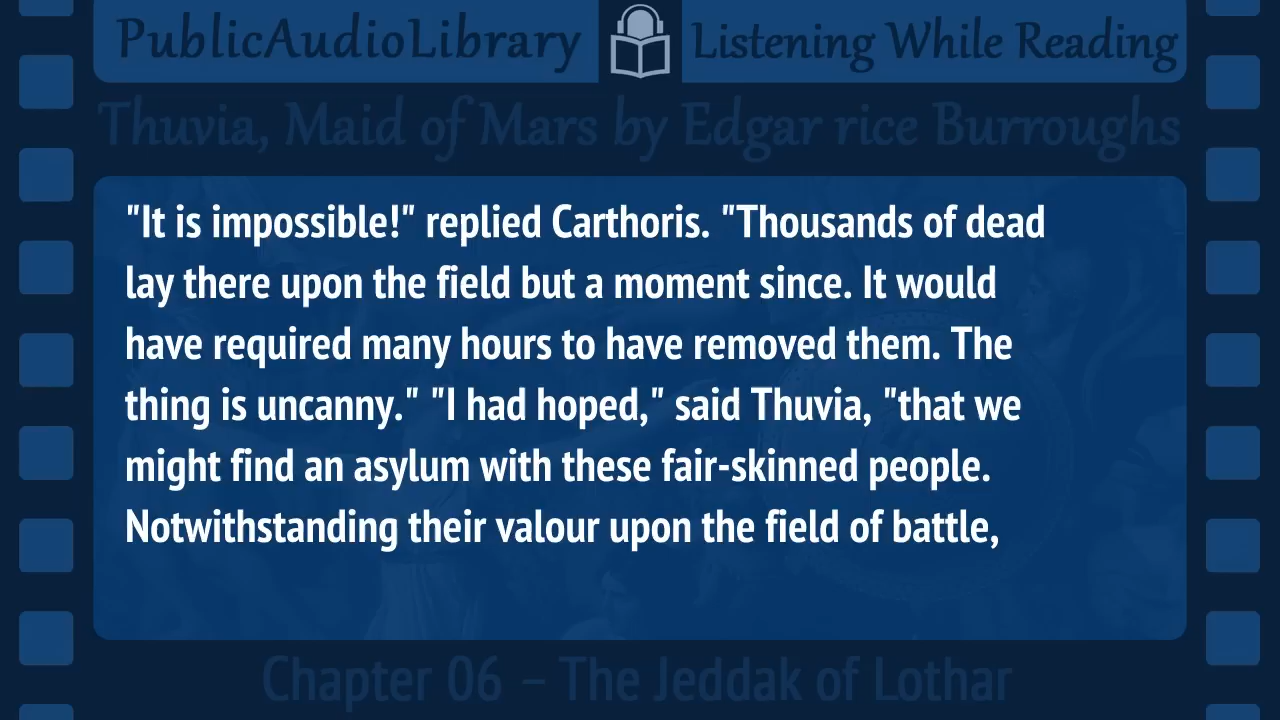 PublicAudioLibrary Listening While Reading
Thuvia, Maid of Mars by Edgar rice Burroughs
"It is impossible!" replied Carthoris. "Thousands of dead
lay there upon the field but a moment since. It would
have required many hours to have removed them. The
thing is uncanny." "I had hoped," said Thuvia, "that we
might find an asylum with these fair-skinned people.
Notwithstanding their valour upon the field of battle,
Chapter 06 – The Jeddak of Lothar